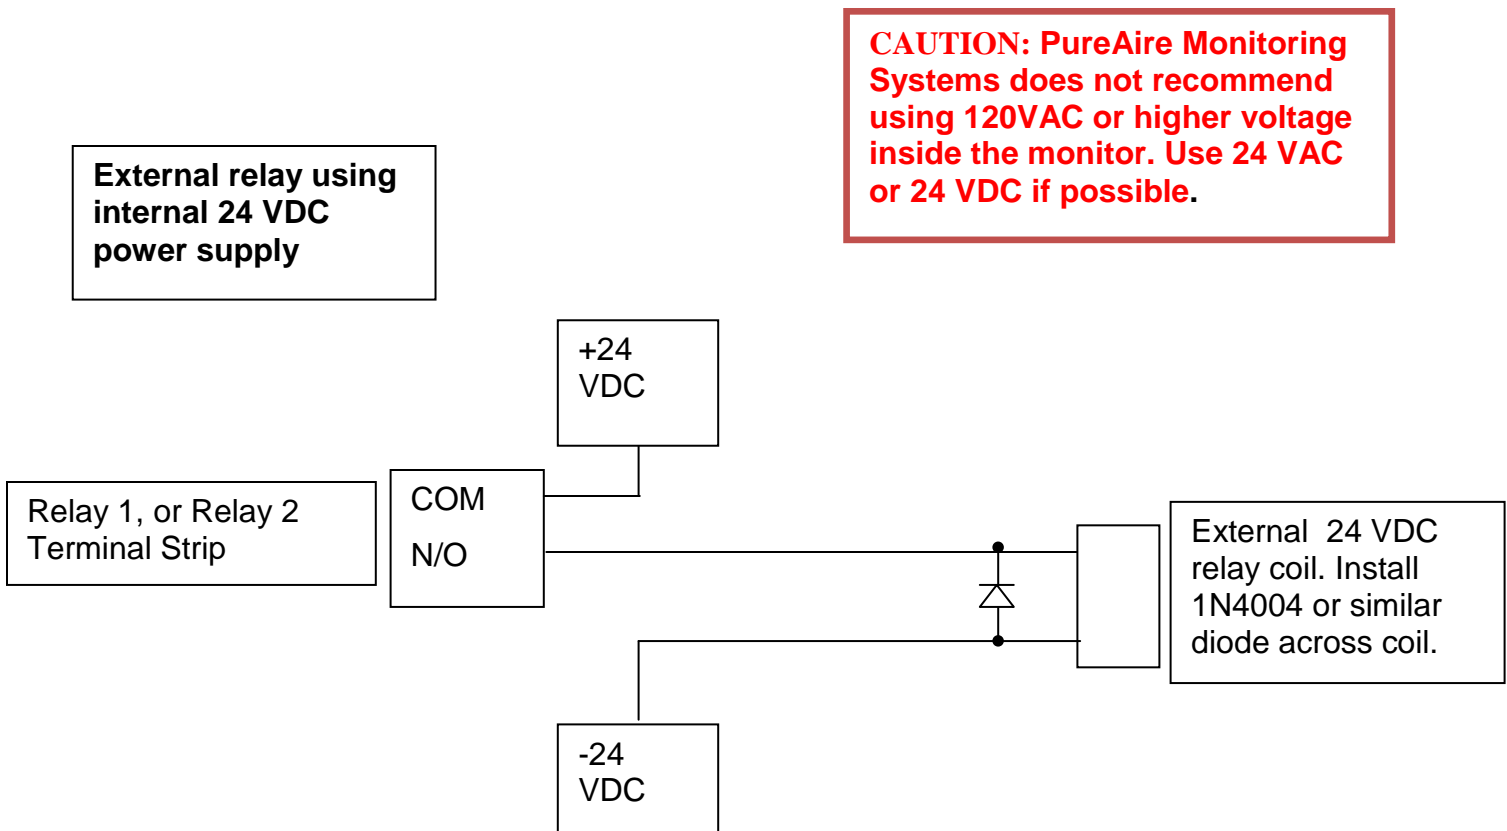 CAUTION: PureAire Monitoring
Systems does not recommend
using 120VAC or higher voltage
inside the monitor. Use 24 VAC
or 24 VDC if possible.
External relay using
internal 24 VDC
power supply
+24
VDC
Relay 1, or Relay 2
Terminal Strip
COM
N/O
External 24 VDC
relay coil. Install
1N4004 or similar
diode across coil.
-24
VDC